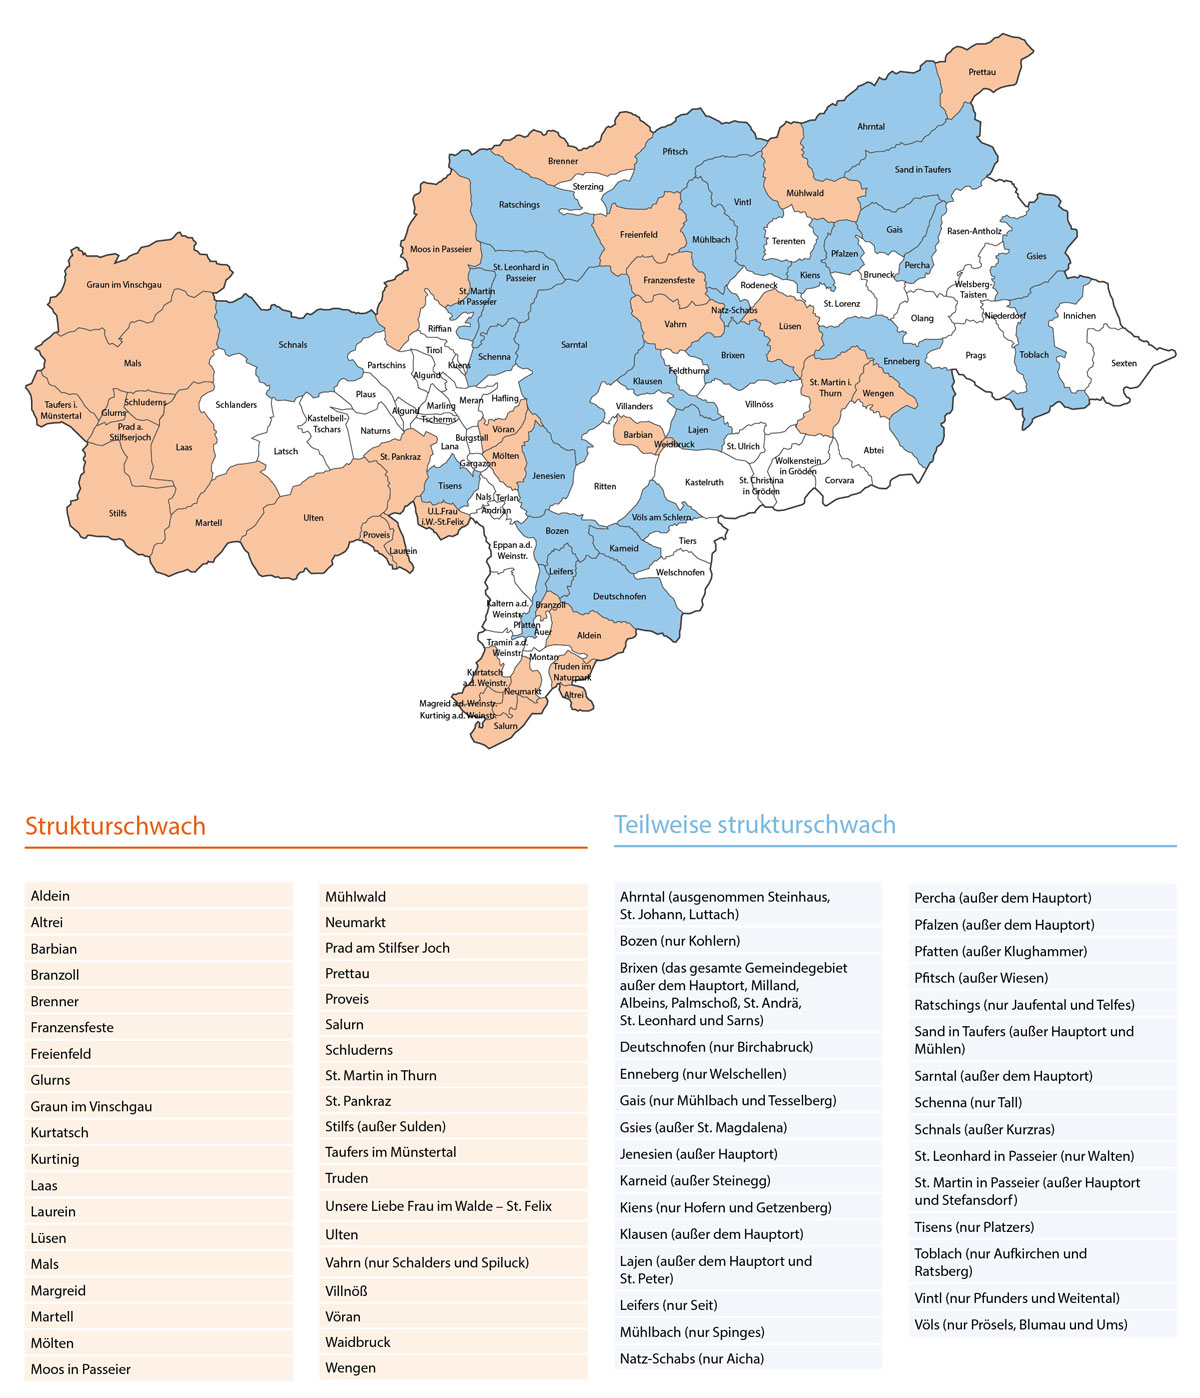 Prettau
Ahrntal
Pfitsch
Brenner
Sand in Taufers
Sterzing
Mühlwald
Vintl
Ratschings
Gais
Rasen-Antholz
Freienfeld
Mühlbach
Terenten
Moos in Passeier
Pfalzen
Gsies
Percha
St. Leonhard in
Passeier
Bruneck
Kiens
Franzensfeste
Graun im Vinschgau
Rodeneck
Welsberg-
Taisten
St. Martin
in Passeier
St. Lorenz
Natz-Schabs
Niederdorf
Innichen
Olang
Vahrn
Lüsen
Riffian
Schnals
Sarntal
Tirol
Schenna
Brixen
Prags
Toblach
Enneberg
Mals
Partschins
Kuens
Sexten
Feldthurns
Algund
Klausen
St. Martin i.
Thurn
Wengen
Plaus
Meran
Hafling
Schluderns
Taufers i.
Münstertal
Glurns
Schlanders
Algund
Marling
Villanders
Villnöss
Tscherms
Kastelbell-
Tschars
Prad a.
Stilfserjoch
Naturns
Vöran
Barbian
Lajen
Burgstall
Waidbruck
Laas
Lana
St. Ulrich
Latsch
Abtei
St. Pankraz
Mölten
Gargazon
Wolkenstein
in Gröden
Jenesien
Tisens
Ritten
Kastelruth
St. Christina
in Gröden
Corvara
Nals
Terlan
Andrian
Stilfs
Martell
Ulten
U.L.Frau
i.W.-St.Felix
Völs am Schlern
Proveis
Bozen
Tiers
Laurein
Eppan a.d.
Weinstr.
Karneid
Leifers
Welschnofen
Deutschnofen
Kaltern a.d.
Weinstr.
Branzoll
Pfatten
Auer
Aldein
Tramin a.d.
Weinstr.
Montan
Kurtatsch
a.d. Weinstr.
Truden im
Naturpark
Neumarkt
Altrei
Magreid a.d. Weinstr.
Kurtinig a.d. Weinstr.
Salurn
Strukturschwach
Aldein
Altrei
Barbian
Branzoll
Brenner
Franzensfeste
Freienfeld
Glurns
Graun im Vinschgau
Kurtatsch
Kurtinig
Laas
Laurein
Lüsen
Mals
Margreid
Martell
Mölten
Moos in Passeier
Mühlwald
Neumarkt
Prad am Stilfser Joch
Prettau
Proveis
Salurn
Schluderns
St. Martin in Thurn
St. Pankraz
Stilfs (außer Sulden)
Taufers im Münstertal
Truden
Unsere Liebe Frau im Walde – St. Felix
Ulten
Vahrn (nur Schalders und Spiluck)
Villnöß
Vöran
Waidbruck
Wengen
Teilweise strukturschwach
Ahrntal (ausgenommen Steinhaus,
St. Johann, Luttach)
Bozen (nur Kohlern)
Brixen (das gesamte Gemeindegebiet
außer dem Hauptort, Milland,
Albeins, Palmschoß, St. Andrä,
St. Leonhard und Sarns)
Deutschnofen (nur Birchabruck)
Enneberg (nur Welschellen)
Gais (nur Mühlbach und Tesselberg)
Gsies (außer St. Magdalena)
Jenesien (außer Hauptort)
Karneid (außer Steinegg)
Kiens (nur Hofern und Getzenberg)
Klausen (außer dem Hauptort)
Lajen (außer dem Hauptort und
St. Peter)
Leifers (nur Seit)
Mühlbach (nur Spinges)
Natz-Schabs (nur Aicha)
Percha (außer dem Hauptort)
Pfalzen (außer dem Hauptort)
Pfatten (außer Klughammer)
Pfitsch (außer Wiesen)
Ratschings (nur Jaufental und Telfes)
Sand in Taufers (außer Hauptort und
Mühlen)
Sarntal (außer dem Hauptort)
Schenna (nur Tall)
Schnals (außer Kurzras)
St. Leonhard in Passeier (nur Walten)
St. Martin in Passeier (außer Hauptort
und Stefansdorf)
Tisens (nur Platzers)
Toblach (nur Aufkirchen und
Ratsberg)
Vintl (nur Pfunders und Weitental)
Völs (nur Prösels, Blumau und Ums)